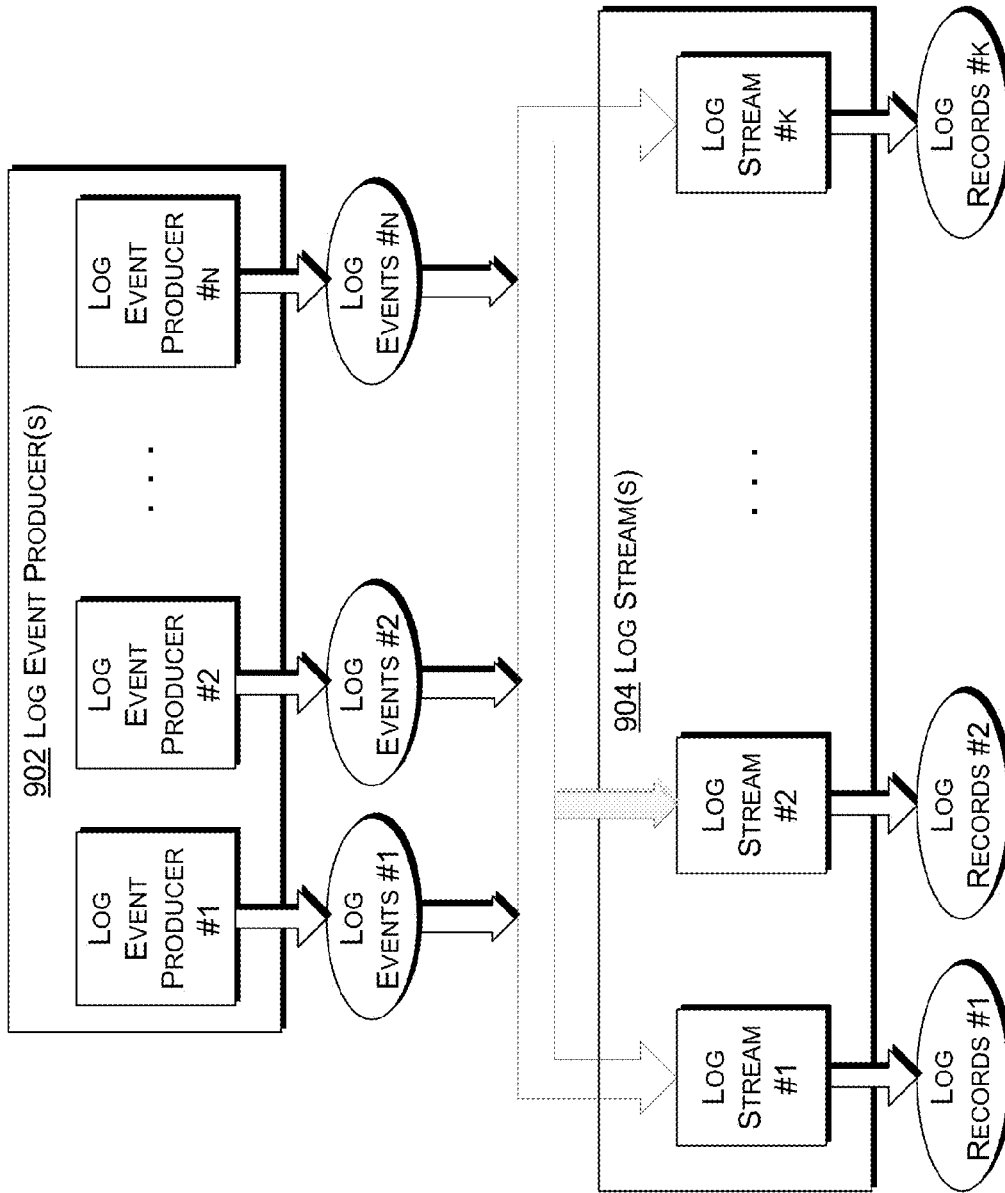 902 LOG EVENT PRODUCER(S)
LOG
EVENT
PRODUCER
#1
LOG
EVENT
PRODUCER
#2
. . .
LOG
EVENT
PRODUCER
#N
LOG
EVENTS #1
LOG
EVENTS #2
LOG
EVENTS #N
904 LOG STREAM(S)
LOG
STREAM
#1
LOG
STREAM
#2
. . .
LOG
STREAM
#K
LOG
RECORDS #1
LOG
RECORDS #2
LOG
RECORDS #K